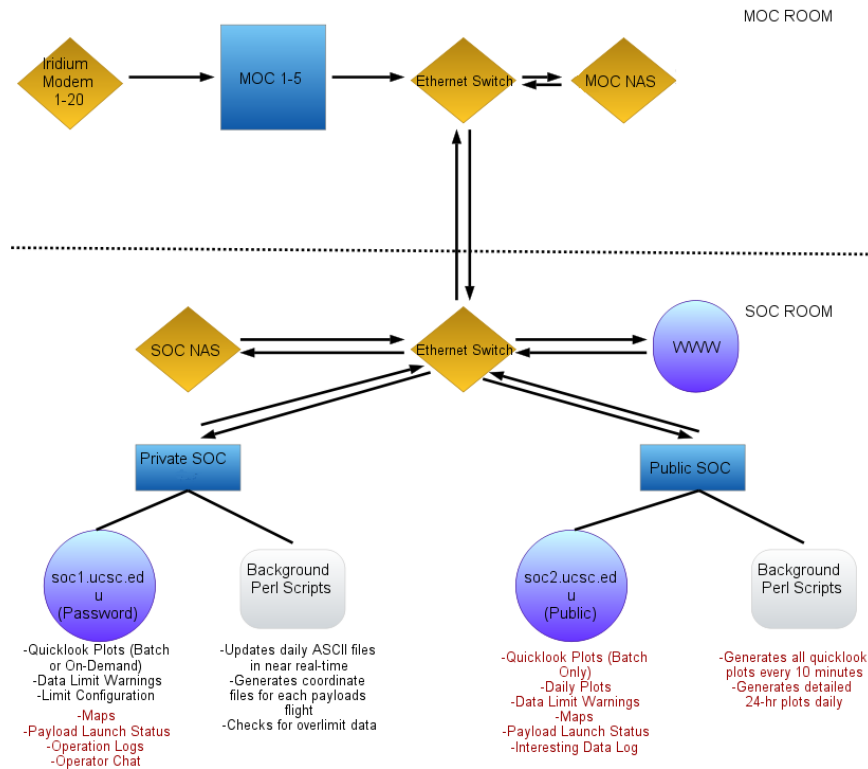 MOC ROOM
Iridium
Modem
1-20
MOC 1-5
Ethernet Switch
MOC NAS
SOC ROOM
SOC NAS
Ethernet Switch
WWW
Private SOC
Public SOC
soc1.ucsc.ed
u
(Password)
Background
Perl Scripts
soc2.ucsc.ed
u
(Public)
Background
Perl Scripts
-Quicklook Plots (Batch
or On-Demand)
-Data Limit Warnings
-Limit Configuration
-Maps
-Payload Launch Status
-Operation Logs
-Operator Chat
-Updates daily ASCII files
in near real-time
-Generates coordinate
files for each payloads
flight
-Checks for overlimit data
-Quicklook Plots (Batch
Only)
-Daily Plots
-Data Limit Warnings
-Maps
-Payload Launch Status
-Interesting Data Log
-Generates all quicklook
plots every 10 minutes
-Generates detailed
24-hr plots daily